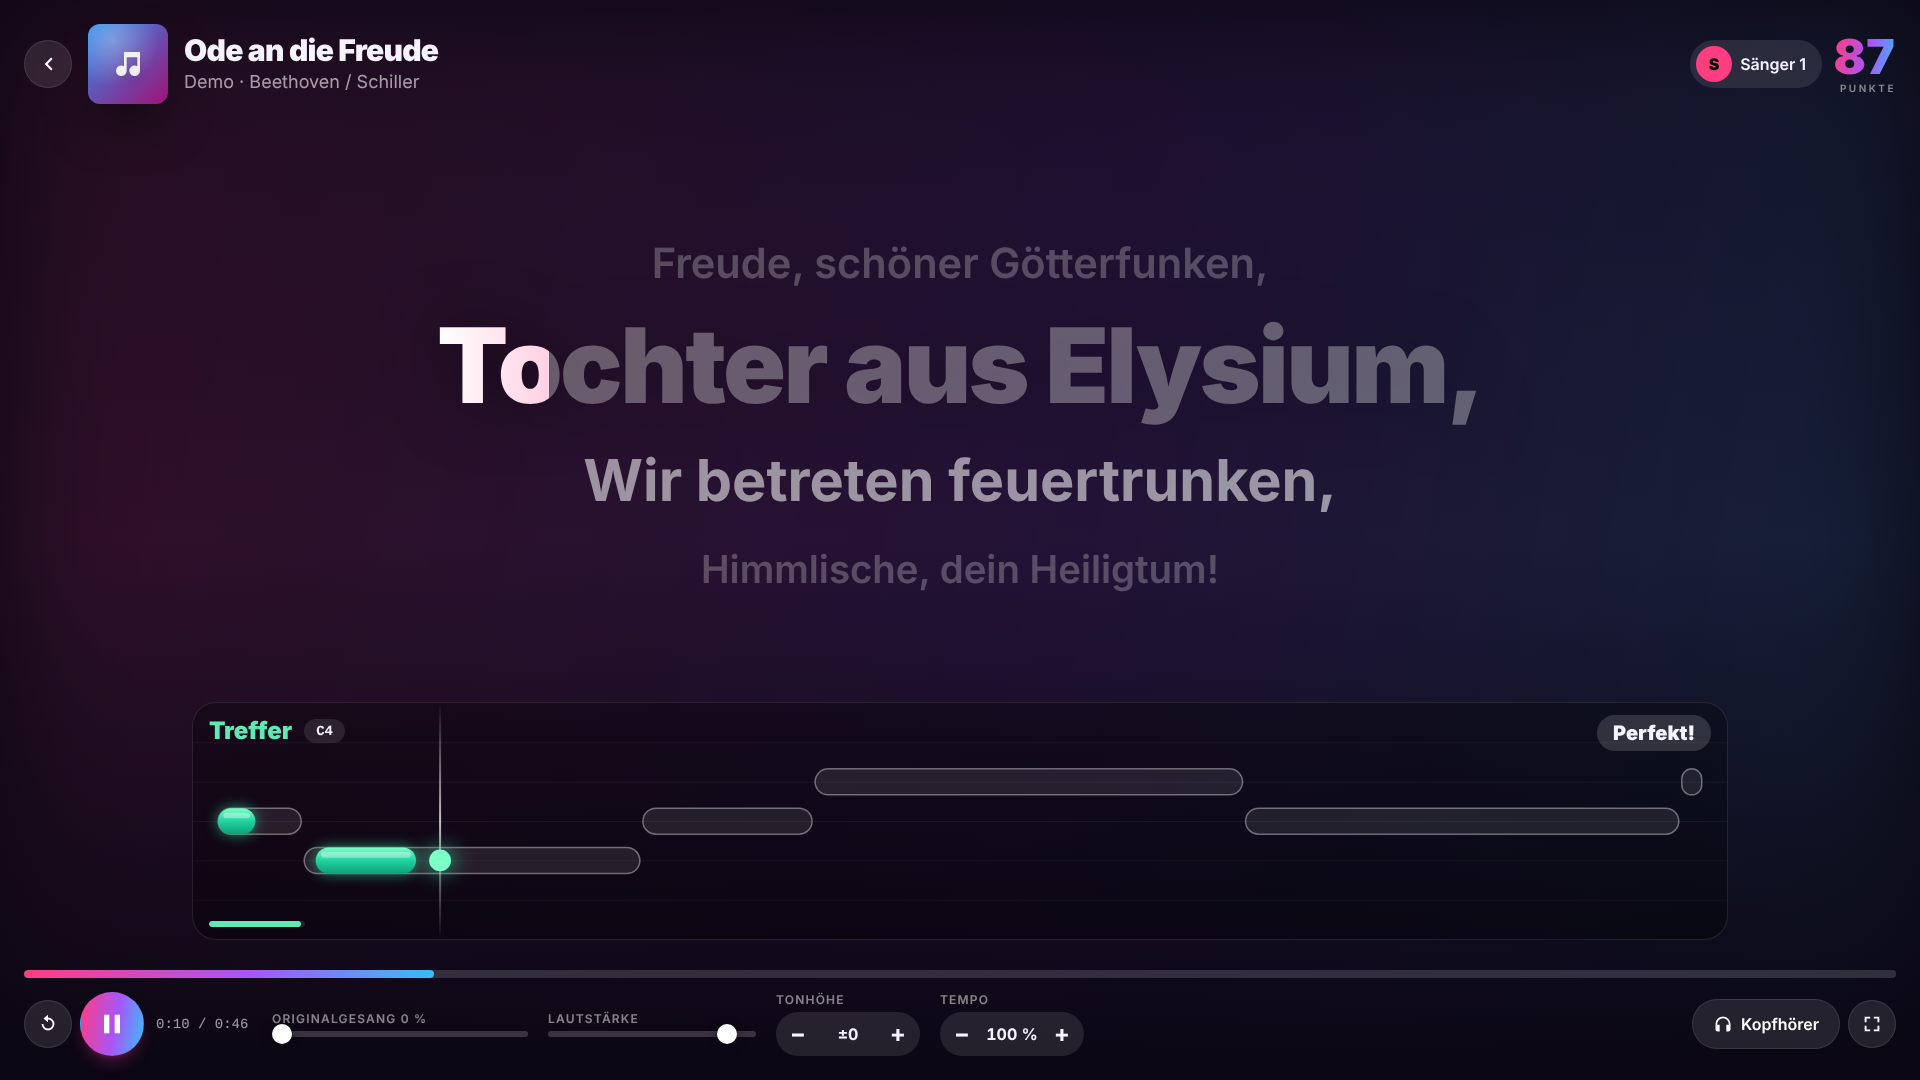 Ode an die Freude
Demo · Beethoven / Schiller
S Sänger 1
87
PUNKTE
Freude, schöner Götterfunken,
Tochter aus Elysium,
Wir betreten feuertrunken,
Himmlische, dein Heiligtum!
Treffer C4
Perfekt!
0:10 / 0:46
ORIGINALGESANG 0 %
LAUTSTÄRKE
TONHÖHE
− ±0 +
TEMPO
− 100 % +
Kopfhörer